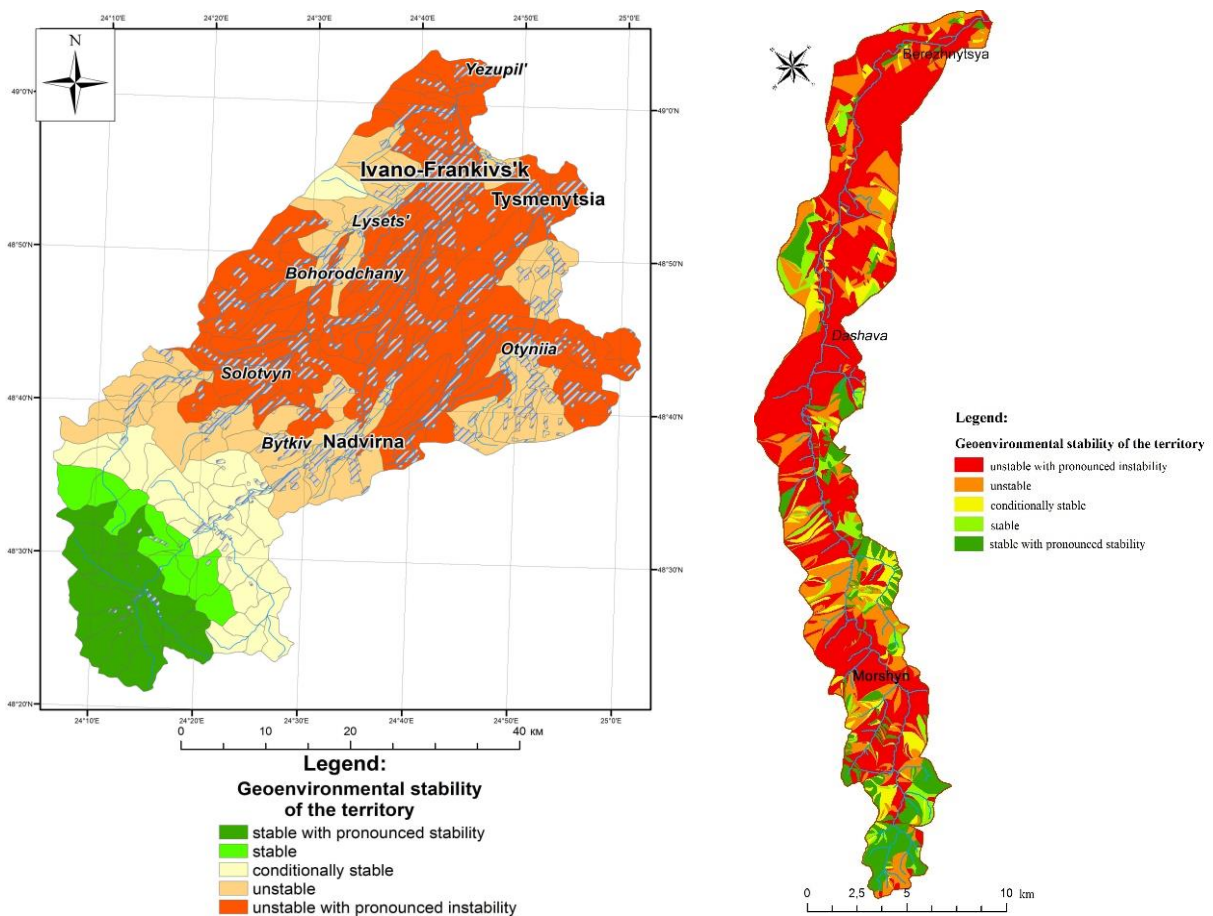 24°10'E 24°20'E 24°30'E 24°40'E 24°50'E 25°0'E
N
49°0'N
49°0'N
48°50'N
48°50'N
48°40'N
48°40'N
48°30'N
48°30'N
48°20'N
Yezupil'
Ivano-Frankivs'k
Tysmenytsia
Lysets'
Bohorodchany
Otyniia
Solotvyn
Bytkiv
Nadvirna
24°10'E 24°20'E 24°30'E 24°40'E 24°50'E 25°0'E
0 10 20 40 км
Legend:
Geoenvironmental stability
of the territory
stable with pronounced stability
stable
conditionally stable
unstable
unstable with pronounced instability
Berezhnytsya
Dashava
Morshyn
Legend:
Geoenvironmental stability of the territory
unstable with pronounced instability
unstable
conditionally stable
stable
stable with pronounced stability
0 2,5 5 10 km